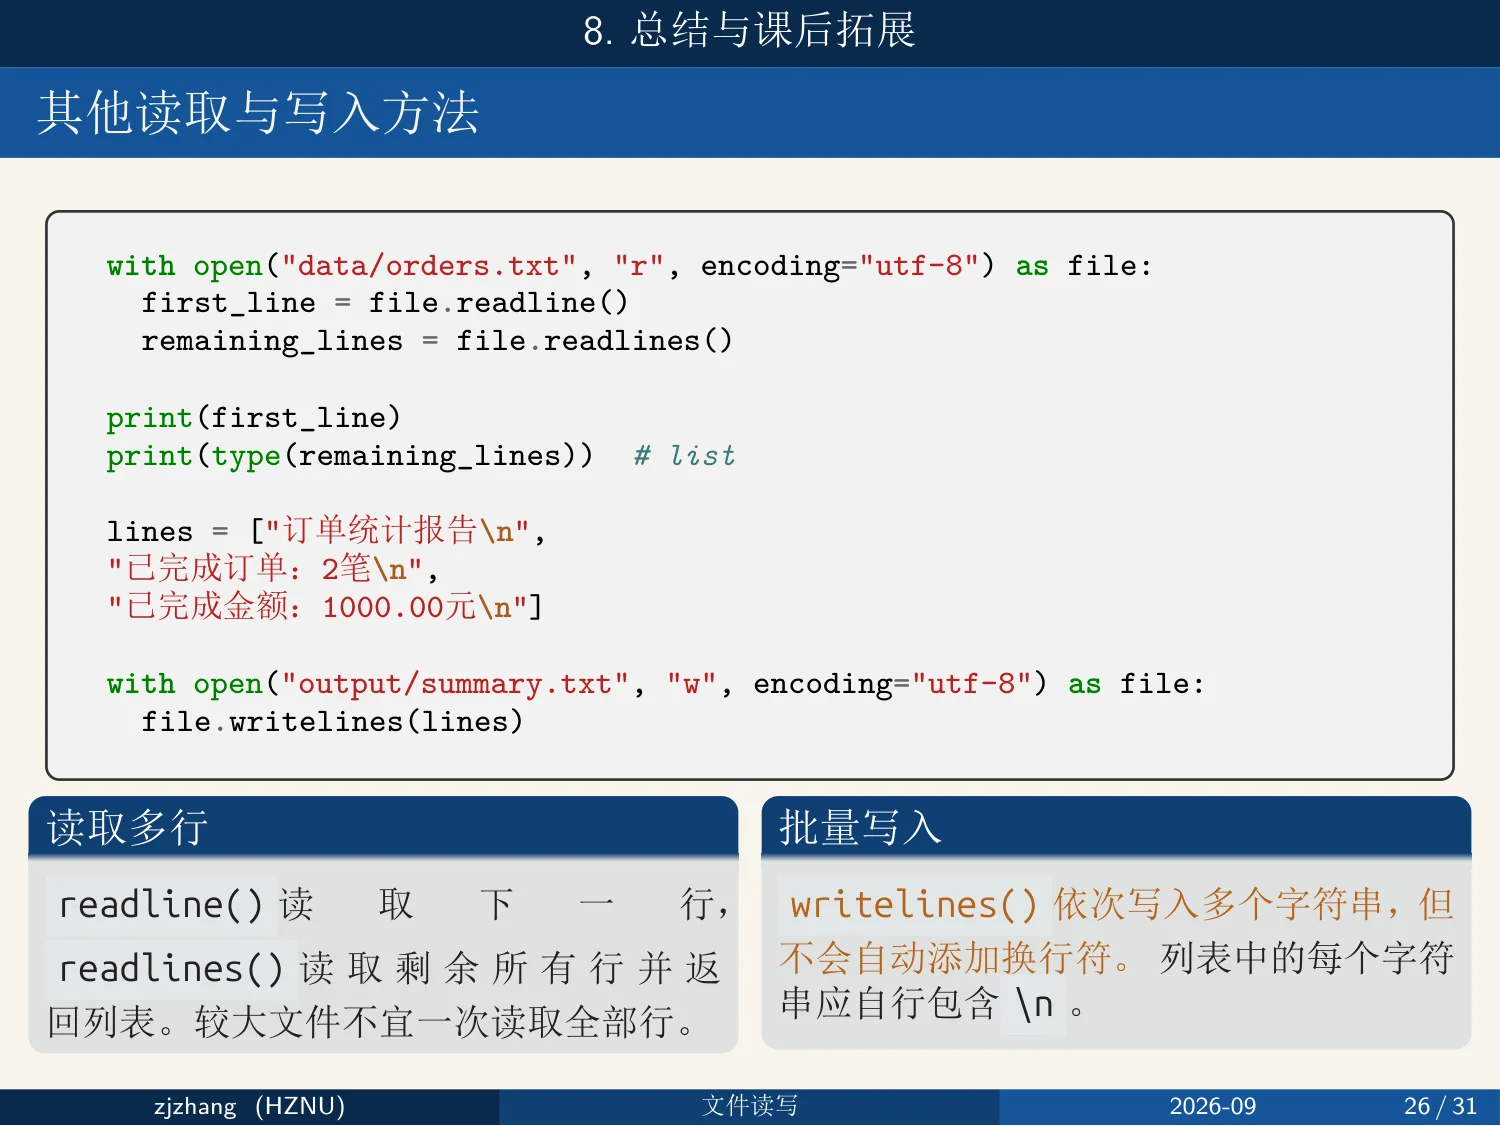 8. 总结与课后拓展
其他读取与写入方法
with open("data/orders.txt", "r", encoding="utf-8") as file:
  first_line = file.readline()
  remaining_lines = file.readlines()
print(first_line)
print(type(remaining_lines))  # list
lines = ["订单统计报告\n",
"已完成订单：2笔\n",
"已完成金额：1000.00元\n"]
with open("output/summary.txt", "w", encoding="utf-8") as file:
  file.writelines(lines)
读取多行
readline() 读取下一行，
readlines() 读取剩余所有行并返
回列表。较大文件不宜一次读取全部行。
批量写入
writelines() 依次写入多个字符串，但
不会自动添加换行符。列表中的每个字符
串应自行包含 \n 。
zjzhang (HZNU)
文件读写
2026-09
26 / 31